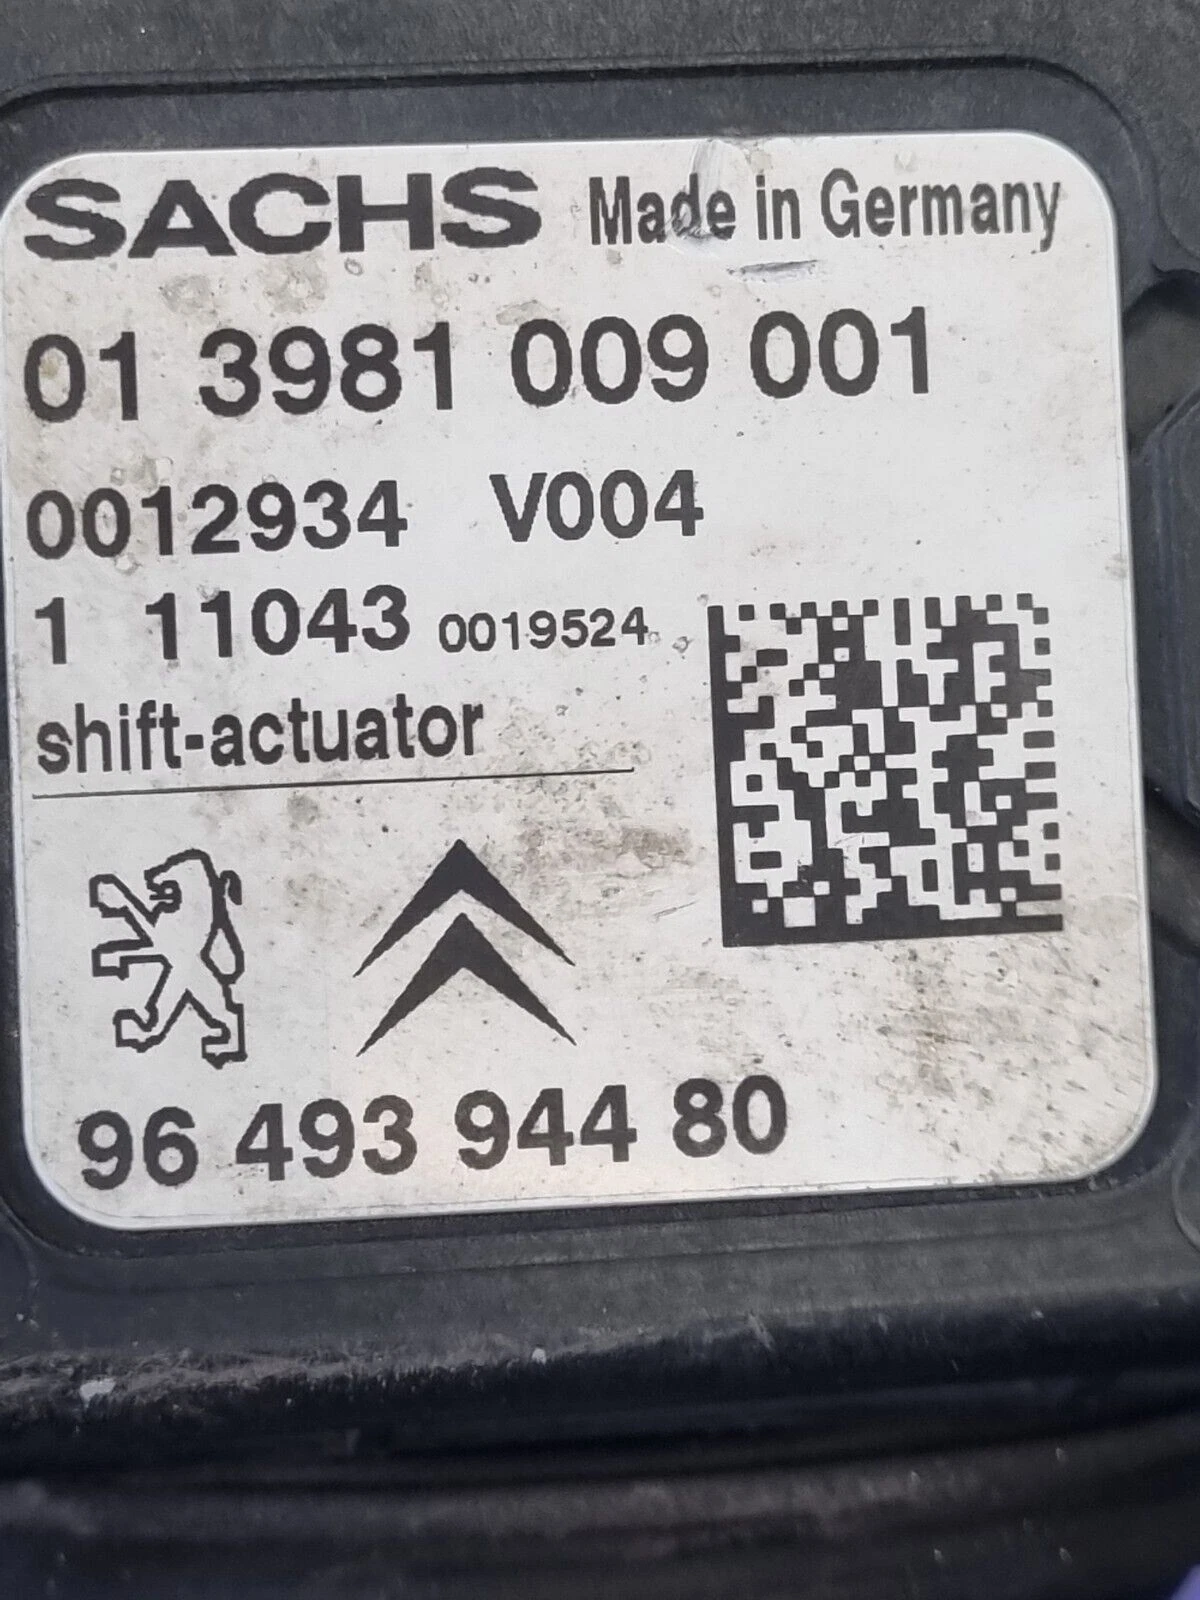 SACHS Made in Germany
01 3981 009 001
0012934 V004
1 11043 0019524
shift-actuator
96 493 944 80